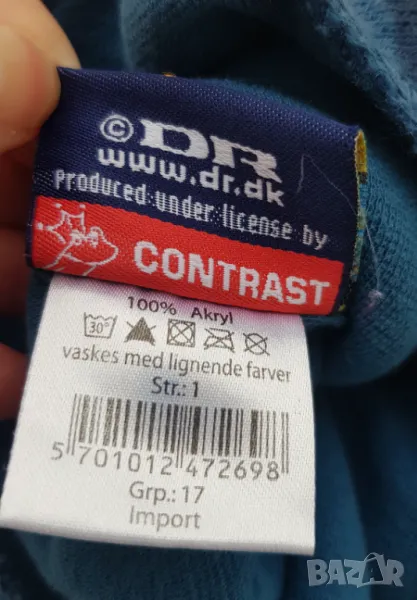 © DR
www.dr.dk
Produced under license by
CONTRAST
100% Akryl
30°
vaskes med lignende farver
Str.: 1
5 701012 472698
Grp.: 17
Import
BAZAR